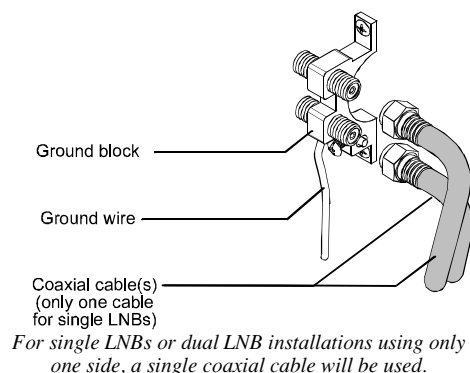 Ground block
Ground wire
Coaxial cable(s)
(only one cable
for single LNBs)
For single LNBs or dual LNB installations using only
one side, a single coaxial cable will be used.